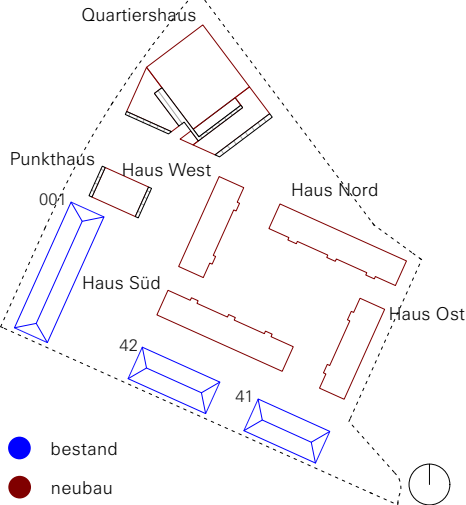 Quartiershaus
Punkthaus
Haus West
001
Haus Nord
Haus Süd
Haus Ost
42
41
bestand
neubau